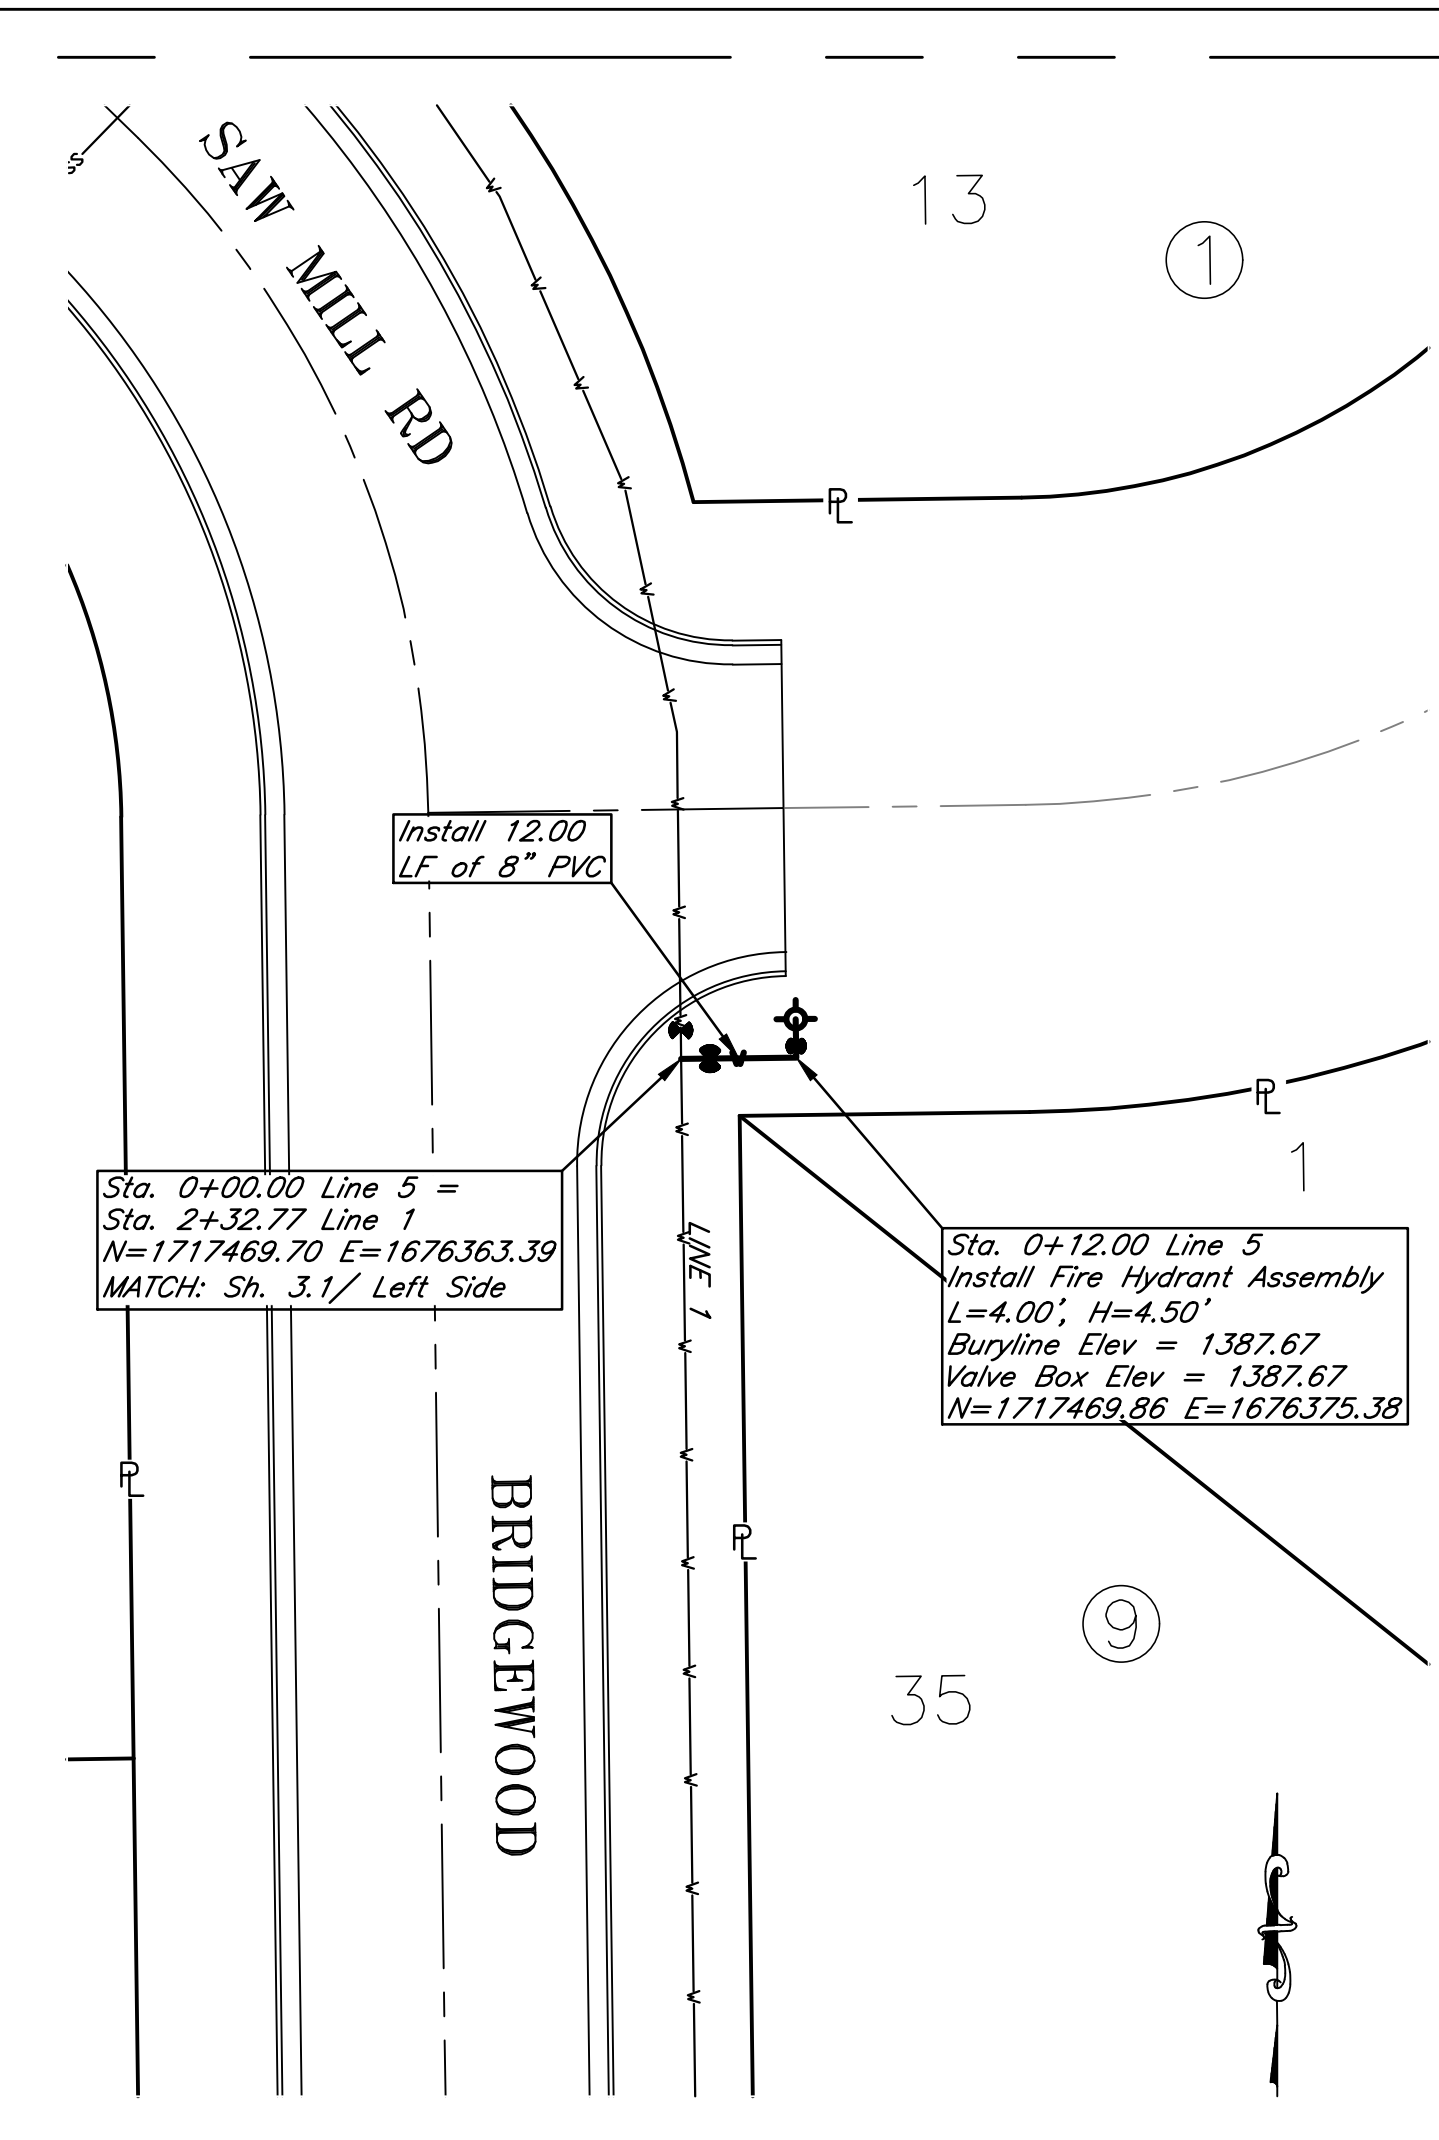 SAW MILL RD
13
1
PL
Install 12.00
LF of 8" PVC
PL
1
Sta. 0+00.00 Line 5 =
Sta. 2+32.77 Line 1
N=1717469.70 E=1676363.39
MATCH: Sh. 3.1/ Left Side
LINE 1
Sta. 0+12.00 Line 5
Install Fire Hydrant Assembly
L=4.00', H=4.50'
Buryline Elev = 1387.67
Valve Box Elev = 1387.67
N=1717469.86 E=1676375.38
PL
BRIDGEWOOD
PL
9
35